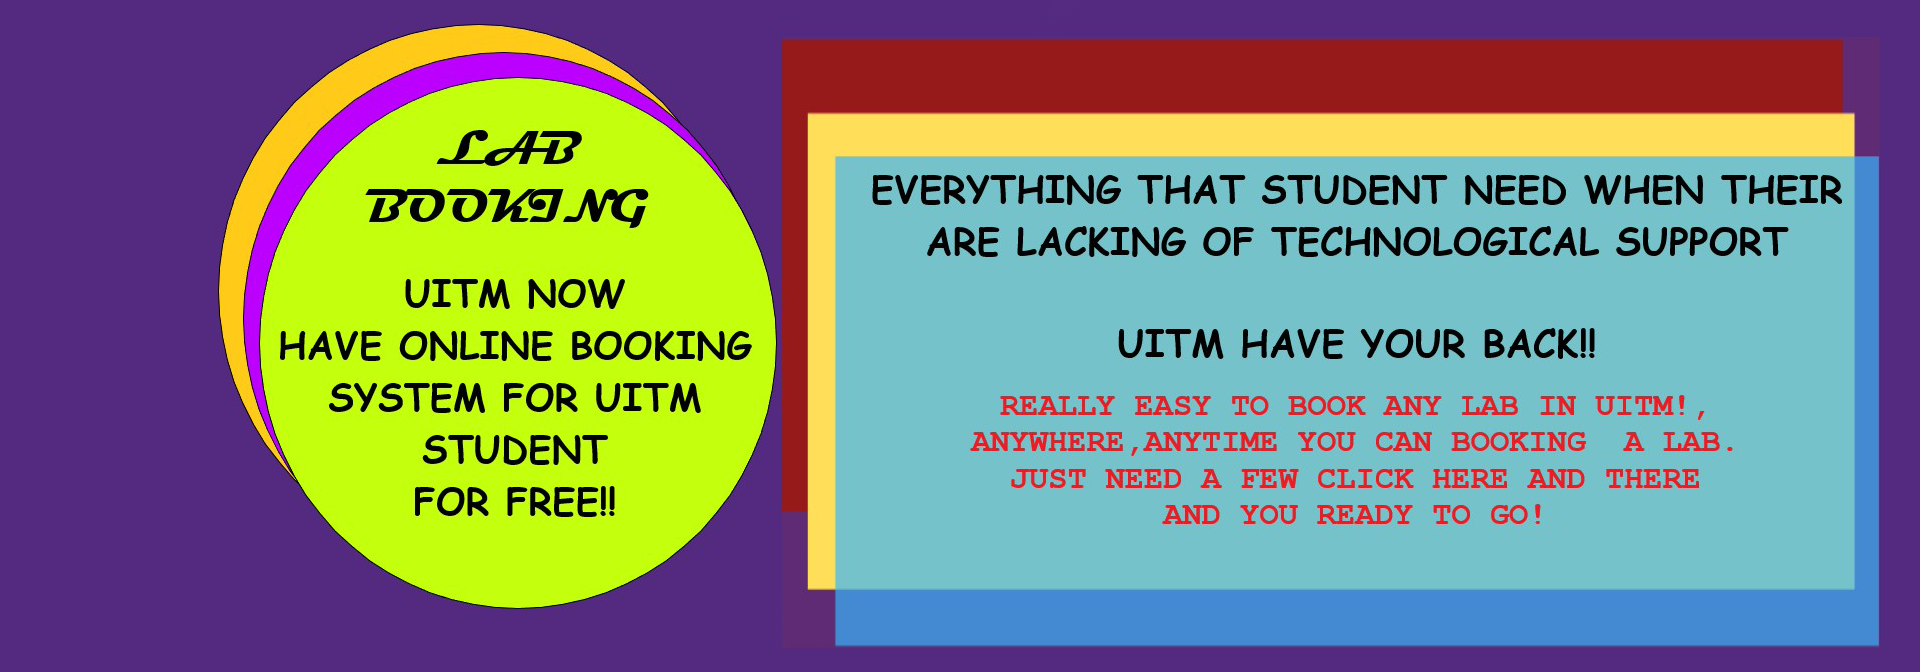 LAB
BOOKING
UITM NOW
HAVE ONLINE BOOKING
SYSTEM FOR UITM
STUDENT
FOR FREE!!
EVERYTHING THAT STUDENT NEED WHEN THEIR
ARE LACKING OF TECHNOLOGICAL SUPPORT
UITM HAVE YOUR BACK!!
REALLY EASY TO BOOK ANY LAB IN UITM!,
ANYWHERE,ANYTIME YOU CAN BOOKING A LAB.
JUST NEED A FEW CLICK HERE AND THERE
AND YOU READY TO GO!